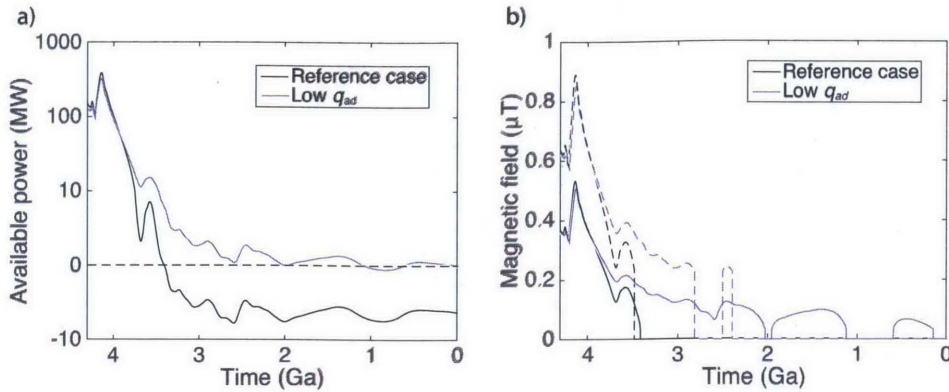 a)
1000
100
10
0
-10
Available power (MW)
Reference case
Low qad
4
3
2
1
0
Time (Ga)
b)
1
0.8
0.6
0.4
0.2
0
Magnetic field (μT)
Reference case
Low qad
4
3
2
1
0
Time (Ga)